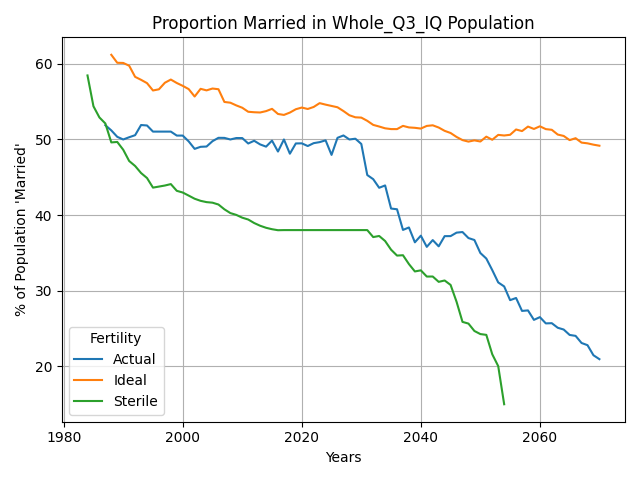 Proportion Married in Whole_Q3_IQ Population
% of Population 'Married'
60
50
40
30
20
Fertility
Actual
Ideal
Sterile
1980
2000
2020
2040
2060
Years